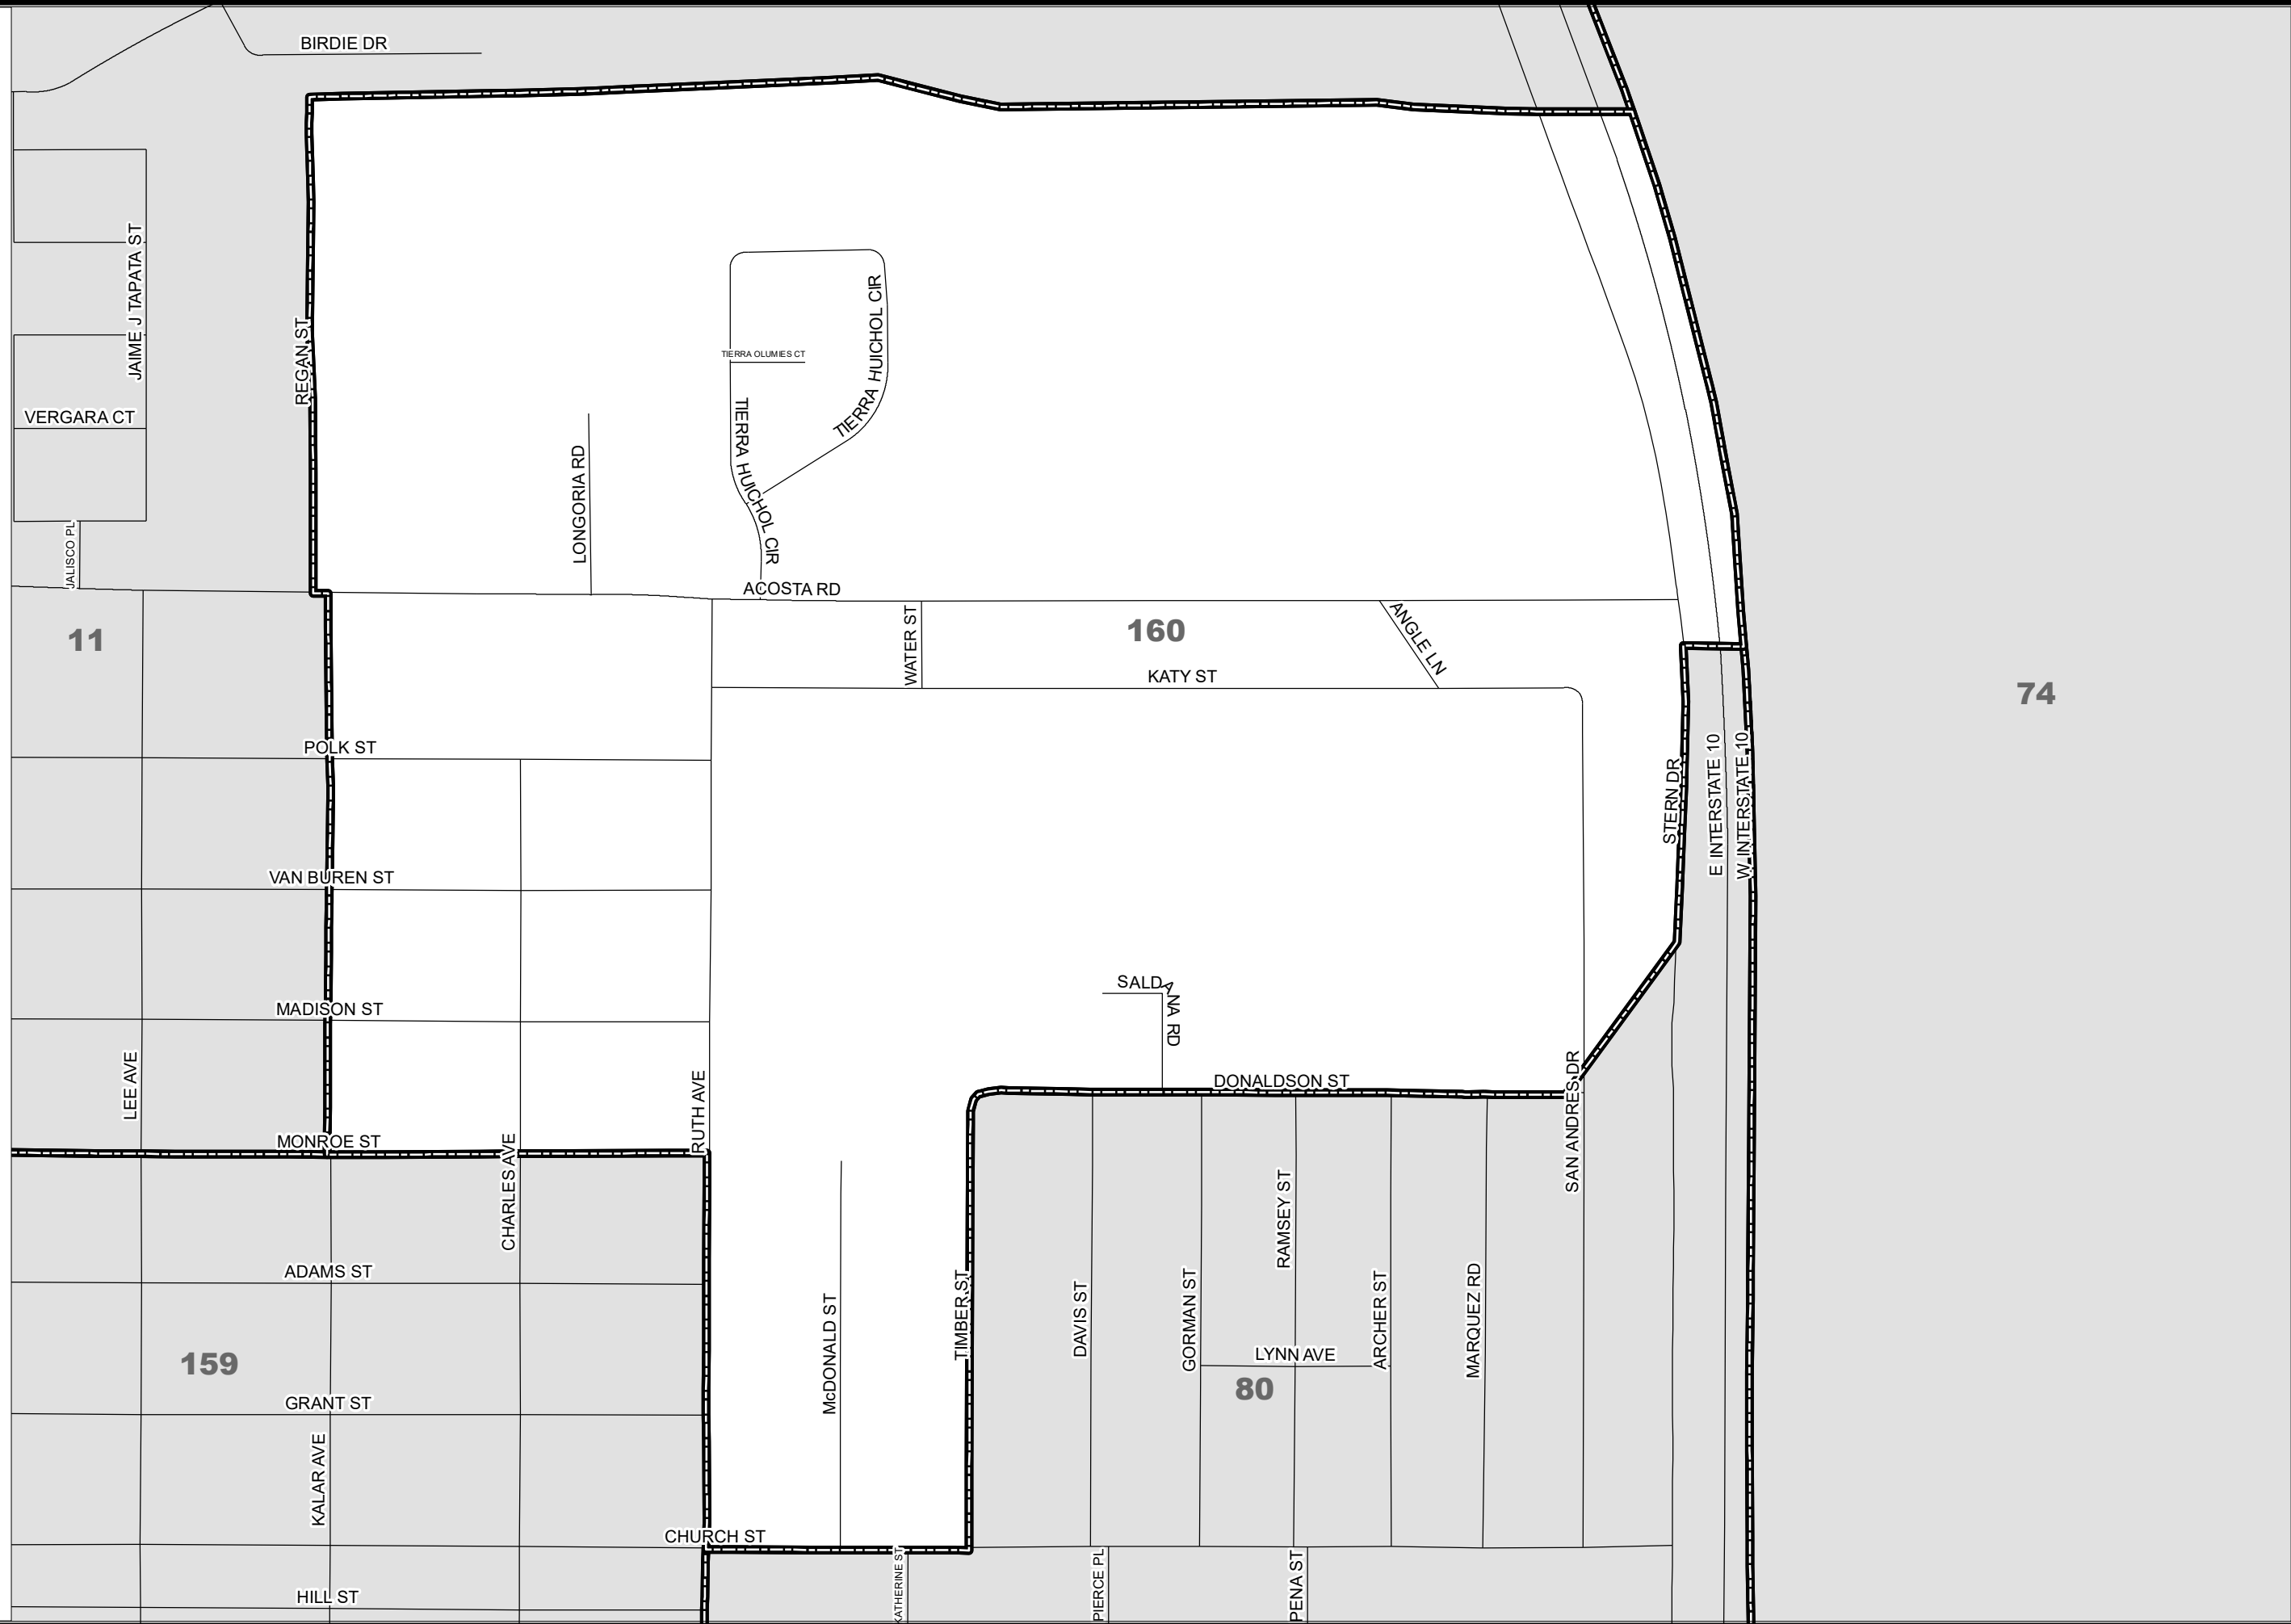 BIRDIE DR
JAIME J TAPATA ST
REGAN ST
TIERRA HUICHOL CIR
TIERRA OLUMIES CT
VERGARA CT
TIERRA HUICHOL CIR
LONGORIA RD
JALISCO PL
ACOSTA RD
11
WATER ST
160
ANGLE LN
KATY ST
74
POLK ST
STERN DR
E INTERSTATE 10
W INTERSTATE 10
VAN BUREN ST
SALDANA RD
MADISON ST
LEE AVE
RUTH AVE
DONALDSON ST
SAN ANDRES DR
MONROE ST
CHARLES AVE
RAMSEY ST
ADAMS ST
McDONALD ST
TIMBER ST
DAVIS ST
GORMAN ST
ARCHER ST
MARQUEZ RD
159
LYNN AVE
80
GRANT ST
KALAR AVE
CHURCH ST
KATHERINE ST
PIERCE PL
PENA ST
HILL ST